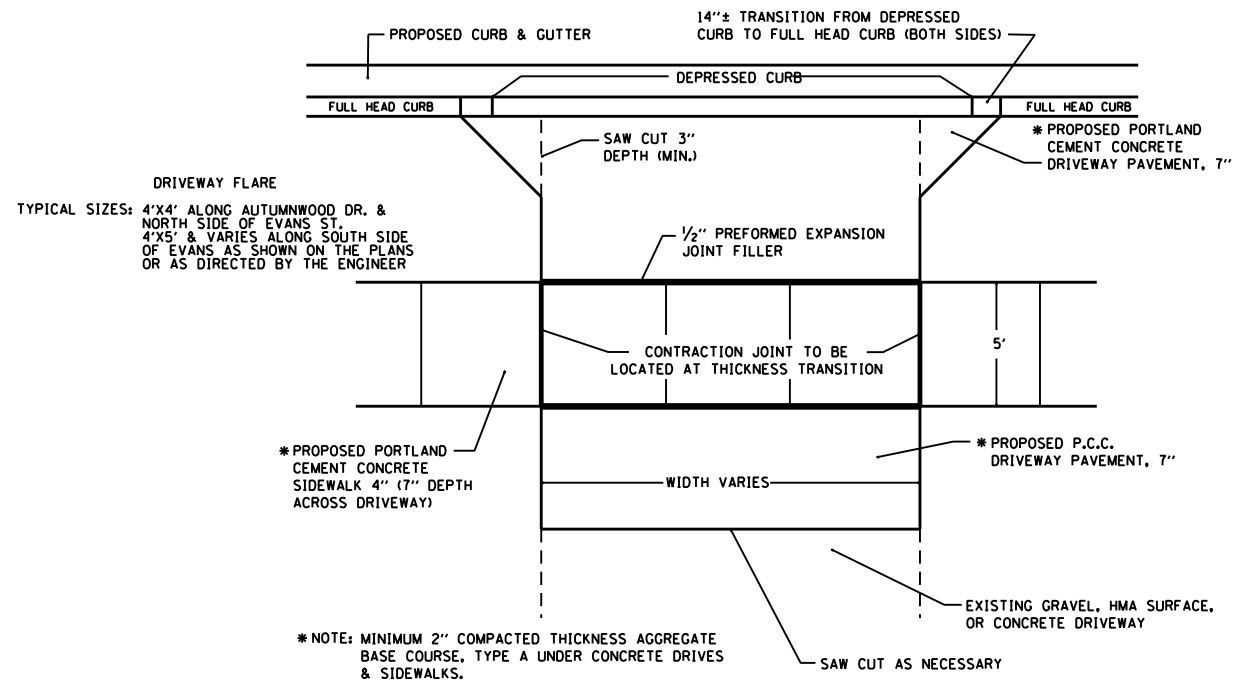 PROPOSED CURB & GUTTER
14"± TRANSITION FROM DEPRESSED
CURB TO FULL HEAD CURB (BOTH SIDES)
DEPRESSED CURB
FULL HEAD CURB
FULL HEAD CURB
SAW CUT 3"
DEPTH (MIN.)
* PROPOSED PORTLAND
CEMENT CONCRETE
DRIVEWAY PAVEMENT, 7"
DRIVEWAY FLARE
TYPICAL SIZES: 4'X4' ALONG AUTUMNWOOD DR. &
NORTH SIDE OF EVANS ST.
4'X5' & VARIES ALONG SOUTH SIDE
OF EVANS AS SHOWN ON THE PLANS
OR AS DIRECTED BY THE ENGINEER
1/2" PREFORMED EXPANSION
JOINT FILLER
CONTRACTION JOINT TO BE
LOCATED AT THICKNESS TRANSITION
5'
* PROPOSED PORTLAND
CEMENT CONCRETE
SIDEWALK 4" (7" DEPTH
ACROSS DRIVEWAY)
* PROPOSED P.C.C.
DRIVEWAY PAVEMENT, 7"
WIDTH VARIES
EXISTING GRAVEL, HMA SURFACE,
OR CONCRETE DRIVEWAY
* NOTE: MINIMUM 2" COMPACTED THICKNESS AGGREGATE
BASE COURSE, TYPE A UNDER CONCRETE DRIVES
& SIDEWALKS.
SAW CUT AS NECESSARY